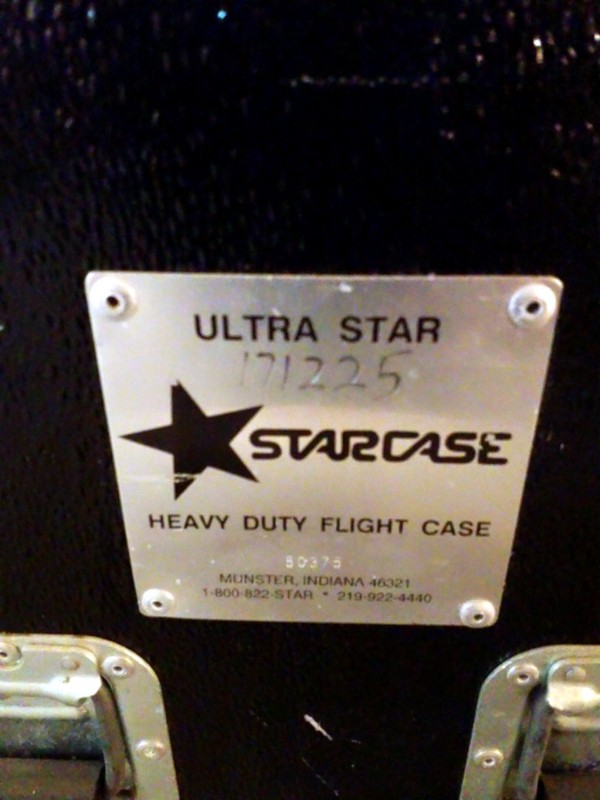 ULTRA STAR
171225
STARCASE
HEAVY DUTY FLIGHT CASE
50375
MUNSTER, INDIANA 46321
1-800-822-STAR * 219-922-4440